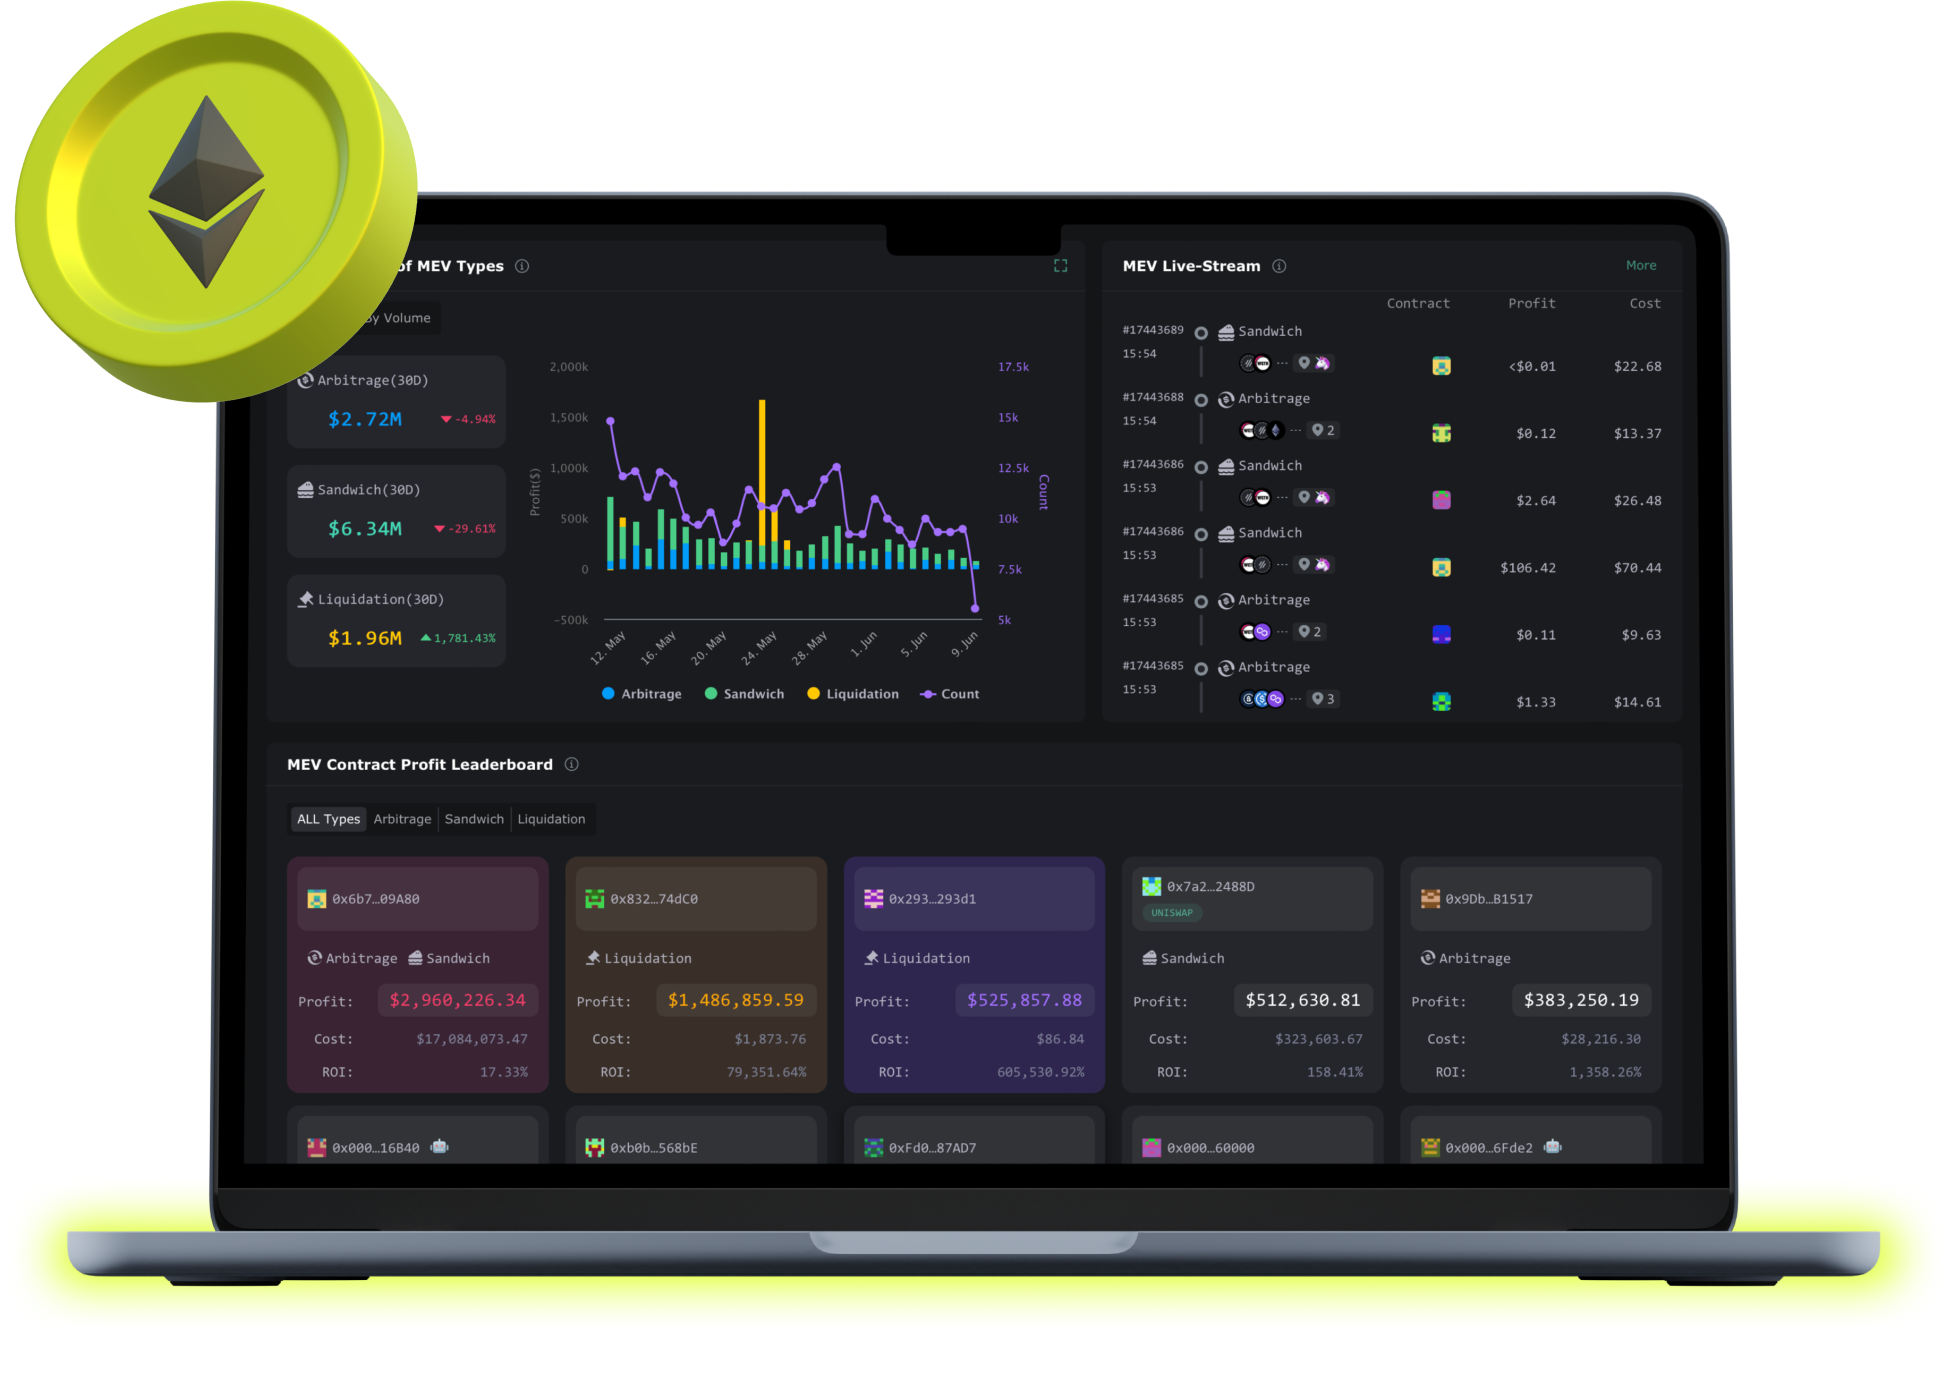 of MEV Types
By Volume
Arbitrage(30D)
$2.72M -4.94%
Sandwich(30D)
$6.34M -29.61%
Liquidation(30D)
$1.96M 1,781.43%
Profit($)
2,000k
1,500k
1,000k
500k
0
-500k
17.5k
15k
12.5k
10k
7.5k
5k
Count
12. May
16. May
20. May
24. May
28. May
1. Jun
5. Jun
9. Jun
Arbitrage Sandwich Liquidation Count
MEV Live-Stream More
Contract Profit Cost
#17443689 Sandwich
15:54
<$0.01 $22.68
#17443688 Arbitrage
15:54
2
$0.12 $13.37
#17443686 Sandwich
15:53
$2.64 $26.48
#17443686 Sandwich
15:53
$106.42 $70.44
#17443685 Arbitrage
15:53
2
$0.11 $9.63
#17443685 Arbitrage
15:53
3
$1.33 $14.61
MEV Contract Profit Leaderboard
ALL Types Arbitrage Sandwich Liquidation
0x6b7…09A80
Arbitrage Sandwich
Profit: $2,960,226.34
Cost: $17,084,073.47
ROI: 17.33%
0x832…74dC0
Liquidation
Profit: $1,486,859.59
Cost: $1,873.76
ROI: 79,351.64%
0x293…293d1
Liquidation
Profit: $525,857.88
Cost: $86.84
ROI: 605,530.92%
0x7a2…2488D
UNISWAP
Sandwich
Profit: $512,630.81
Cost: $323,603.67
ROI: 158.41%
0x9Db…B1517
Arbitrage
Profit: $383,250.19
Cost: $28,216.30
ROI: 1,358.26%
0x000…16B40
0xb0b…568bE
0xFd0…87AD7
0x000…60000
0x000…6Fde2